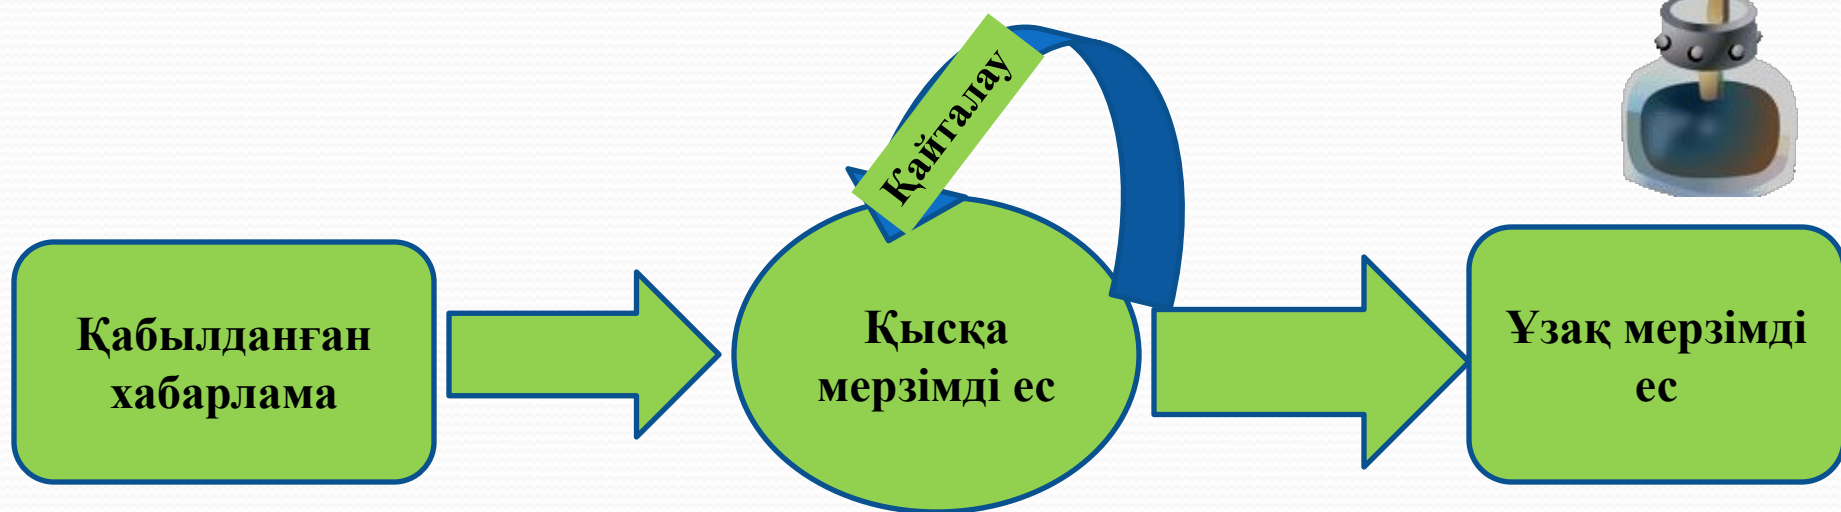 Қайталау
Қабылданған
хабарлама
Қысқа
мерзімді ес
Ұзақ мерзімді
ес